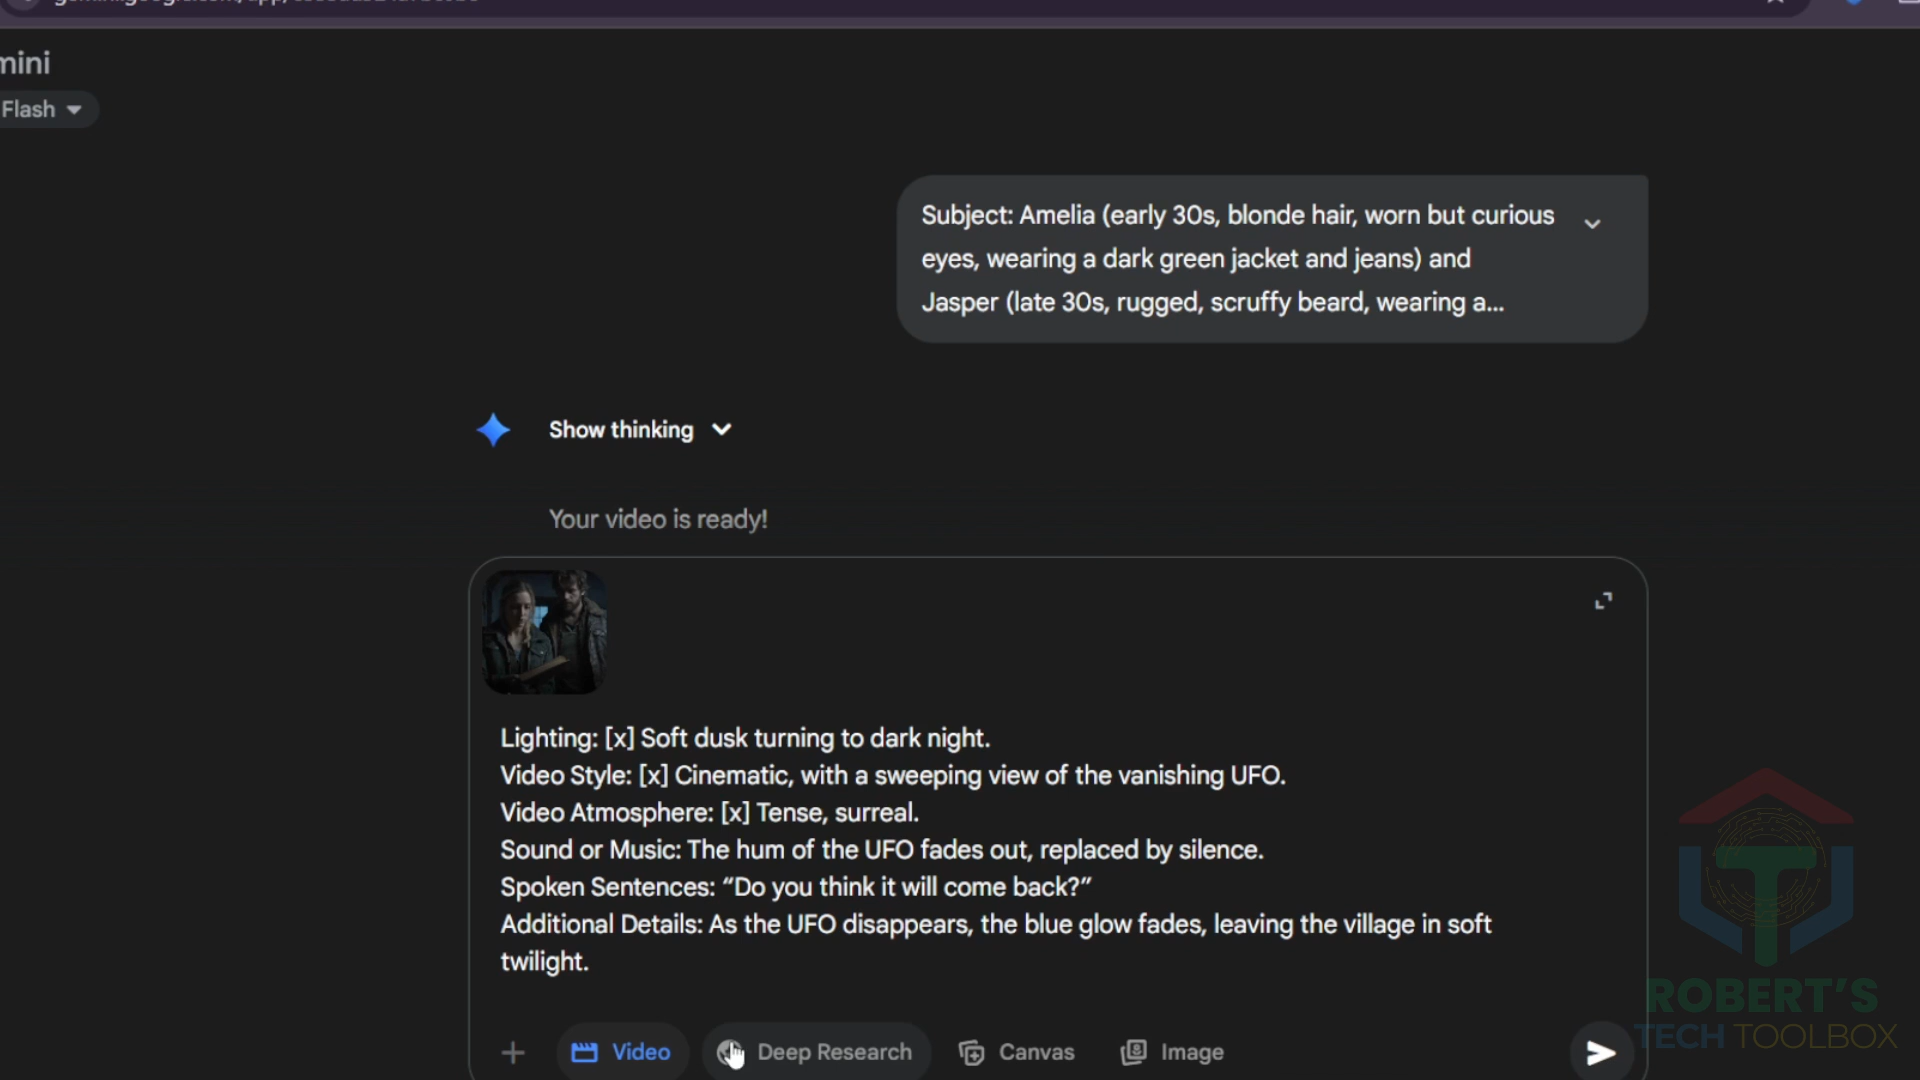 mini
Flash
Subject: Amelia (early 30s, blonde hair, worn but curious
eyes, wearing a dark green jacket and jeans) and
Jasper (late 30s, rugged, scruffy beard, wearing a...
Show thinking
Your video is ready!
Lighting: [x] Soft dusk turning to dark night.
Video Style: [x] Cinematic, with a sweeping view of the vanishing UFO.
Video Atmosphere: [x] Tense, surreal.
Sound or Music: The hum of the UFO fades out, replaced by silence.
Spoken Sentences: “Do you think it will come back?”
Additional Details: As the UFO disappears, the blue glow fades, leaving the village in soft
twilight.
Video Deep Research Canvas Image
ROBERT'S
TECH TOOLBOX